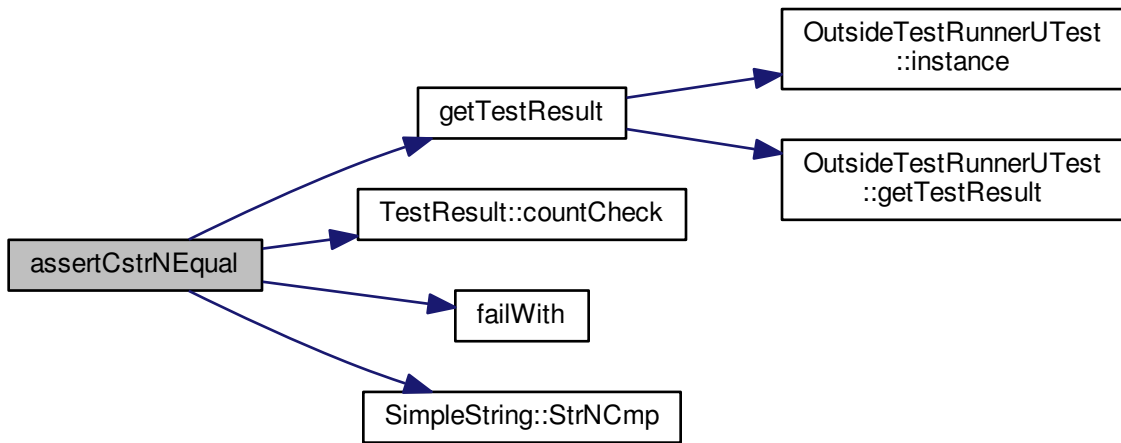 OutsideTestRunnerUTest
::instance
getTestResult
OutsideTestRunnerUTest
::getTestResult
TestResult::countCheck
assertCstrNEqual
failWith
SimpleString::StrNCmp